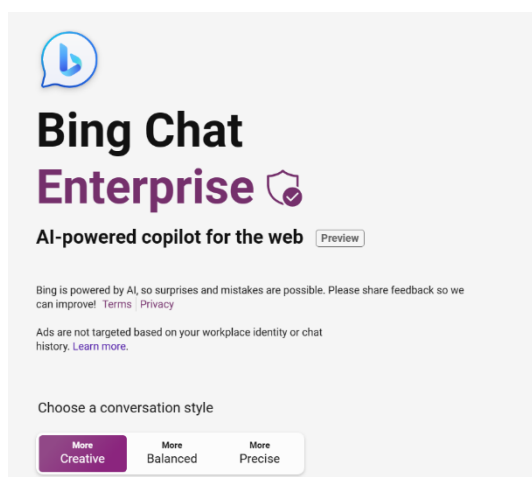 Bing Chat
Enterprise
AI-powered copilot for the web Preview
Bing is powered by AI, so surprises and mistakes are possible. Please share feedback so we
can improve! Terms Privacy
Ads are not targeted based on your workplace identity or chat
history. Learn more.
Choose a conversation style
More More More
Creative Balanced Precise